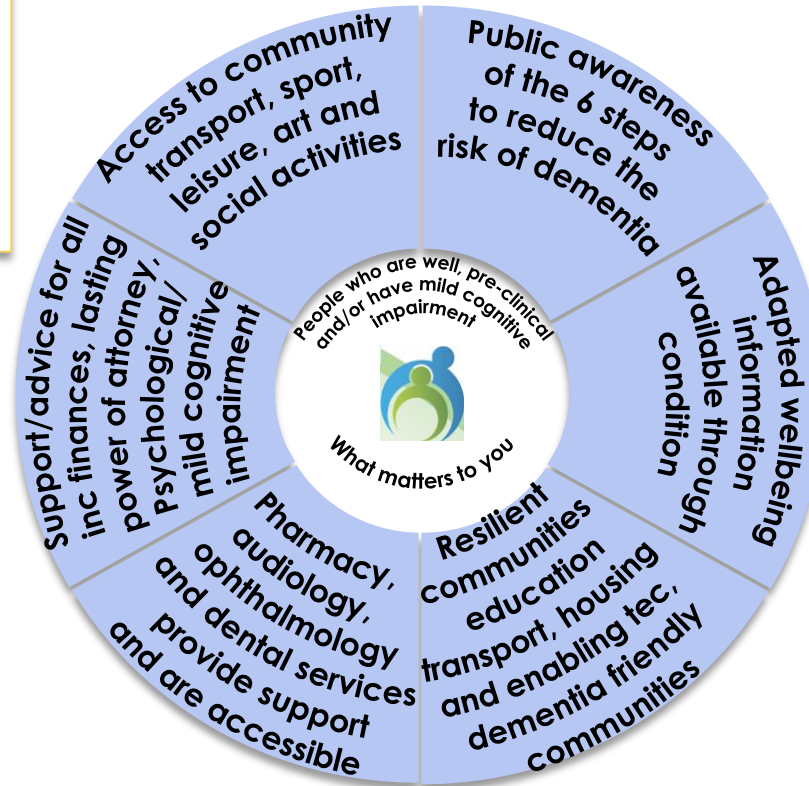 Public awareness
of the 6 steps
to reduce the
risk of dementia
Adapted wellbeing
information
available through
condition
Resilient
communities
education
transport, housing
and enabling tec,
dementia friendly
communities
Pharmacy,
audiology,
ophthalmology
and dental services
provide support
and are accessible
Support/advice for all
inc finances, lasting
power of attorney,
Psychological/
mild cognitive
impairment
Access to community
transport, sport,
leisure, art and
social activities
People who are well, pre-clinical
and/or have mild cognitive
impairment
What matters to you